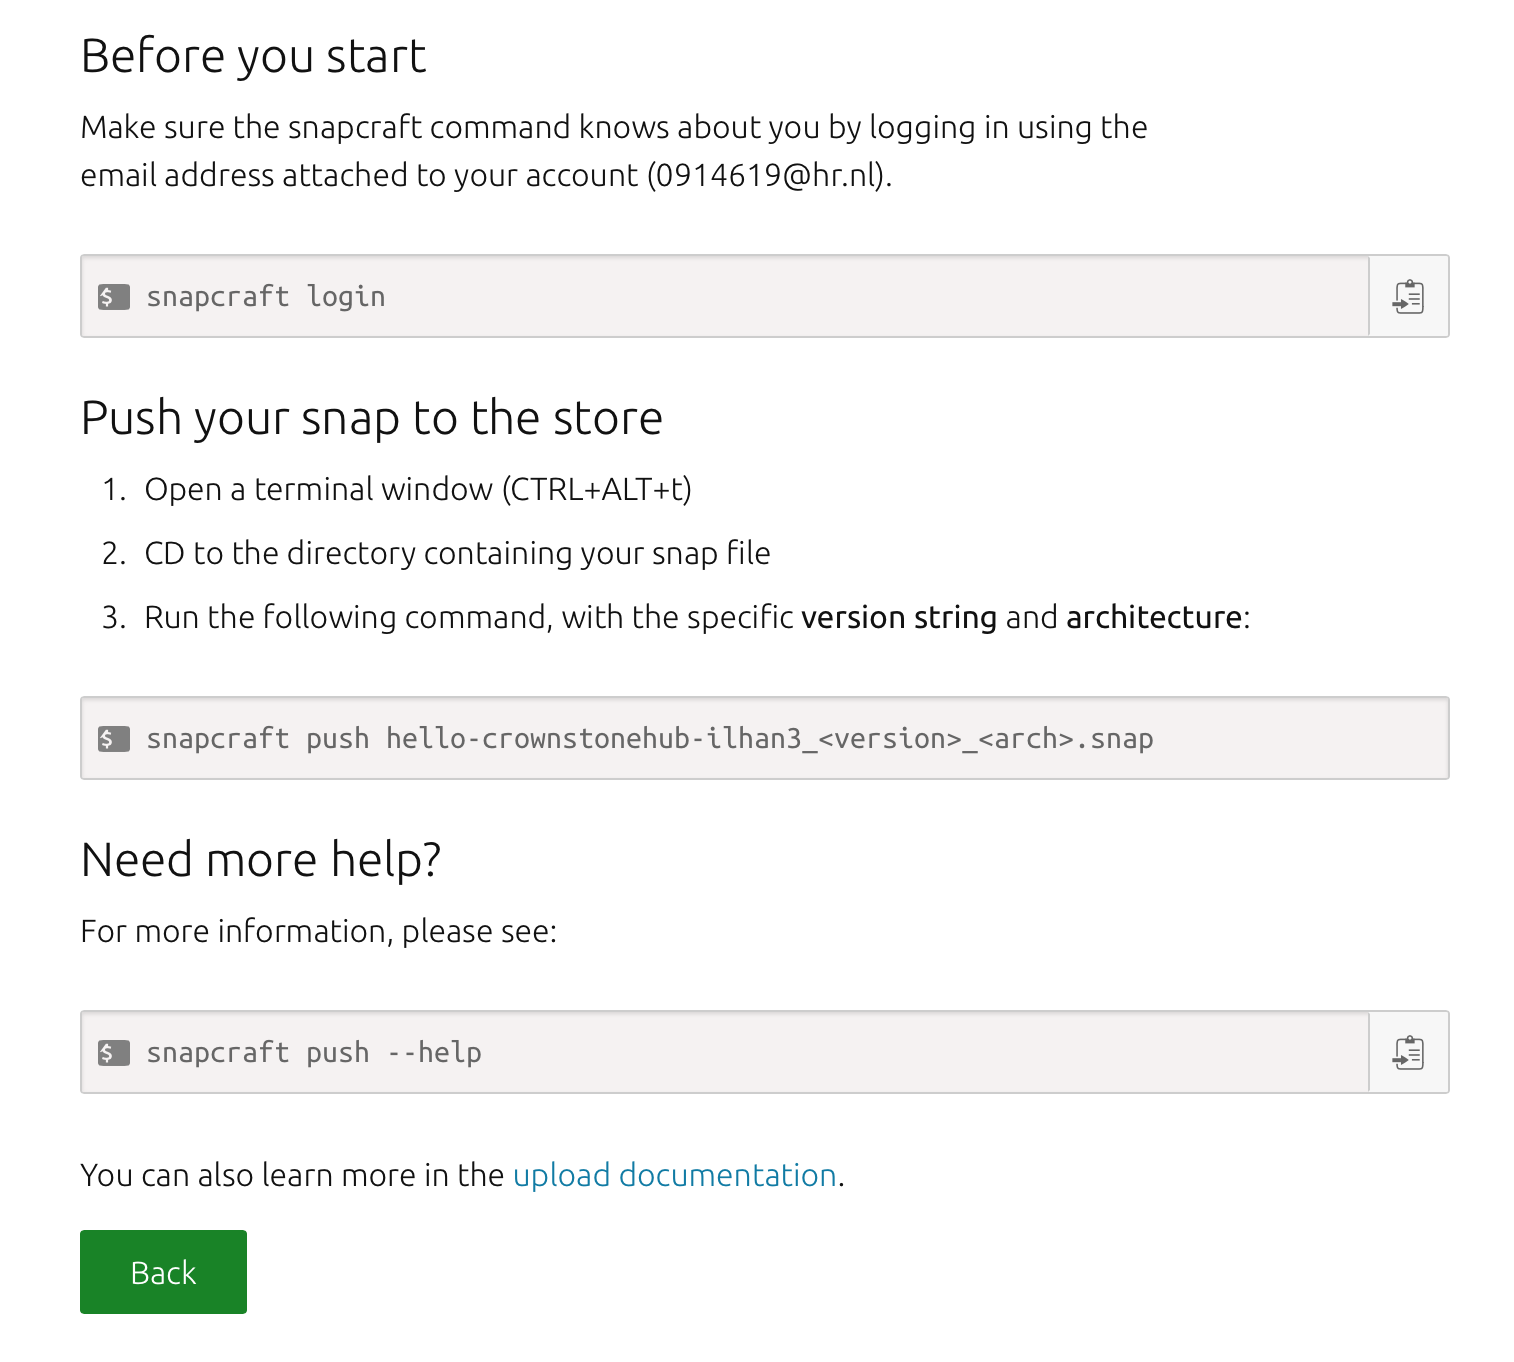 Before you start
Make sure the snapcraft command knows about you by logging in using the
email address attached to your account (0914619@hr.nl).
$ snapcraft login
Push your snap to the store
1. Open a terminal window (CTRL+ALT+t)
2. CD to the directory containing your snap file
3. Run the following command, with the specific version string and architecture:
$ snapcraft push hello-crownstonehub-ilhan3_<version>_<arch>.snap
Need more help?
For more information, please see:
$ snapcraft push --help
You can also learn more in the upload documentation.
Back